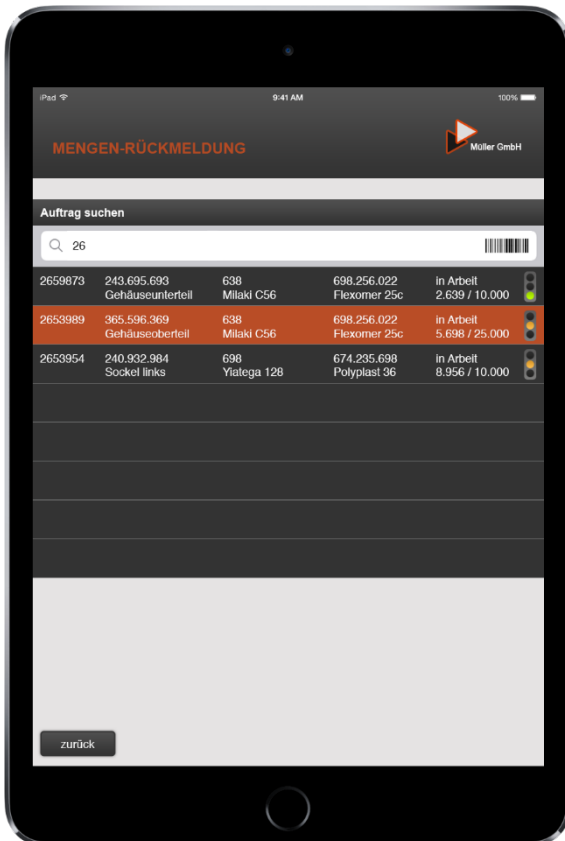 iPad 9:41 AM 100%
MENGEN-RÜCKMELDUNG
Müller GmbH
Auftrag suchen
26
2659873 243.695.693 638 698.256.022 in Arbeit
Gehäuseunterteil Milaki C56 Flexomer 25c 2.639 / 10.000
2653989 365.596.369 638 698.256.022 in Arbeit
Gehäuseoberteil Milaki C56 Flexomer 25c 5.698 / 25.000
2653954 240.932.984 698 674.235.698 in Arbeit
Sockel links Ylatega 128 Polyplast 36 8.956 / 10.000
zurück